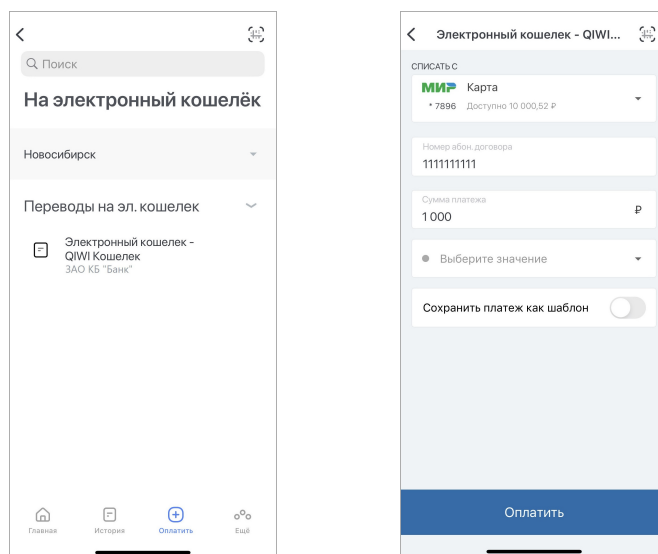 Поиск
На электронный кошелёк
Новосибирск
Переводы на эл. кошелек
Электронный кошелек -
QIWI Кошелек
ЗАО КБ "Банк"
Главная
История
Оплатить
Ещё
Электронный кошелек - QIWI...
СПИСАТЬ С
МИР Карта
* 7896 Доступно 10 000,52 ₽
Номер абон. договора
1111111111
Сумма платежа
1 000 ₽
Выберите значение
Сохранить платеж как шаблон
Оплатить